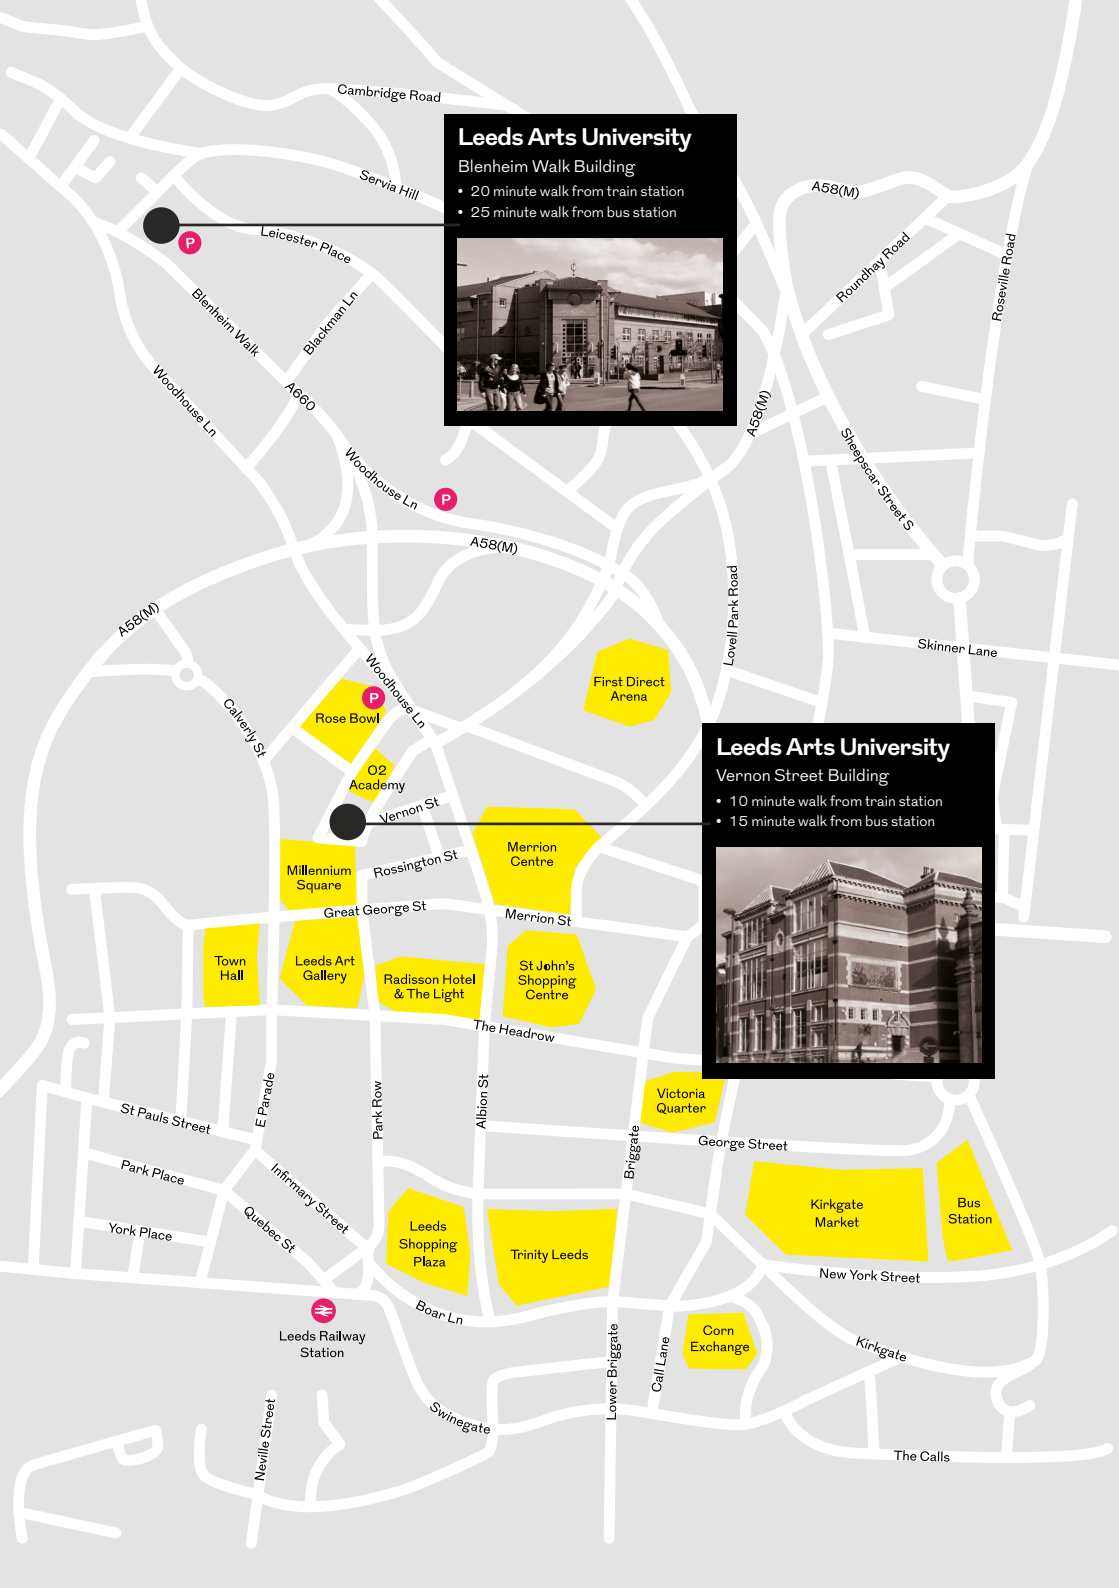 Cambridge Road
Leeds Arts University
Blenheim Walk Building
• 20 minute walk from train station
• 25 minute walk from bus station
Servia Hill
A58(M)
Leicester Place
P
Roundhay Road
Roseville Road
Blenheim Walk
Blackman Ln
Woodhouse Ln
A660
A58(M)
Sheepscar Street S
Woodhouse Ln
P
A58(M)
A58(M)
Lovell Park Road
Skinner Lane
Woodhouse Ln
First Direct
Arena
P
Rose Bowl
Calverly St
O2
Academy
Vernon St
Leeds Arts University
Vernon Street Building
• 10 minute walk from train station
• 15 minute walk from bus station
Merrion
Centre
Rossington St
Millennium
Square
Great George St
Merrion St
Town
Hall
Leeds Art
Gallery
Radisson Hotel
& The Light
St John's
Shopping
Centre
The Headrow
E Parade
Park Row
Albion St
Victoria
Quarter
St Pauls Street
Briggate
George Street
Park Place
Infirmary Street
Quebec St
York Place
Leeds
Shopping
Plaza
Trinity Leeds
Kirkgate
Market
Bus
Station
New York Street
Boar Ln
Leeds Railway
Station
Lower Briggate
Call Lane
Corn
Exchange
Kirkgate
Neville Street
Swinegate
The Calls